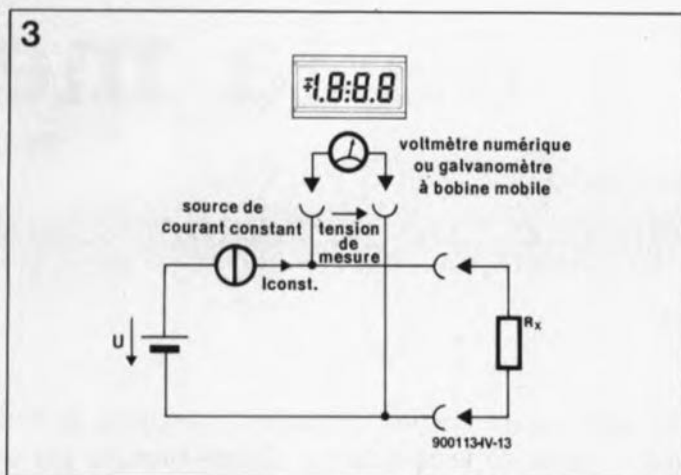 3
±1.8:8.8
voltmètre numérique
ou galvanomètre
à bobine mobile
source de
courant constant
tension
de
mesure
Iconst.
U
Rx
900113-IV-13